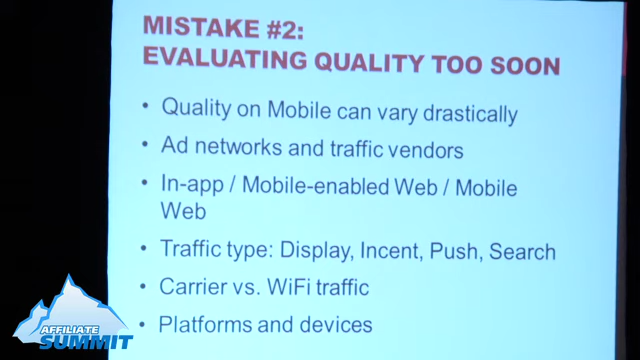 MISTAKE #2:
EVALUATING QUALITY TOO SOON
• Quality on Mobile can vary drastically
• Ad networks and traffic vendors
• In-app / Mobile-enabled Web / Mobile
Web
• Traffic type: Display, Incent, Push, Search
• Carrier vs. WiFi traffic
• Platforms and devices
AFFILIATE
SUMMIT